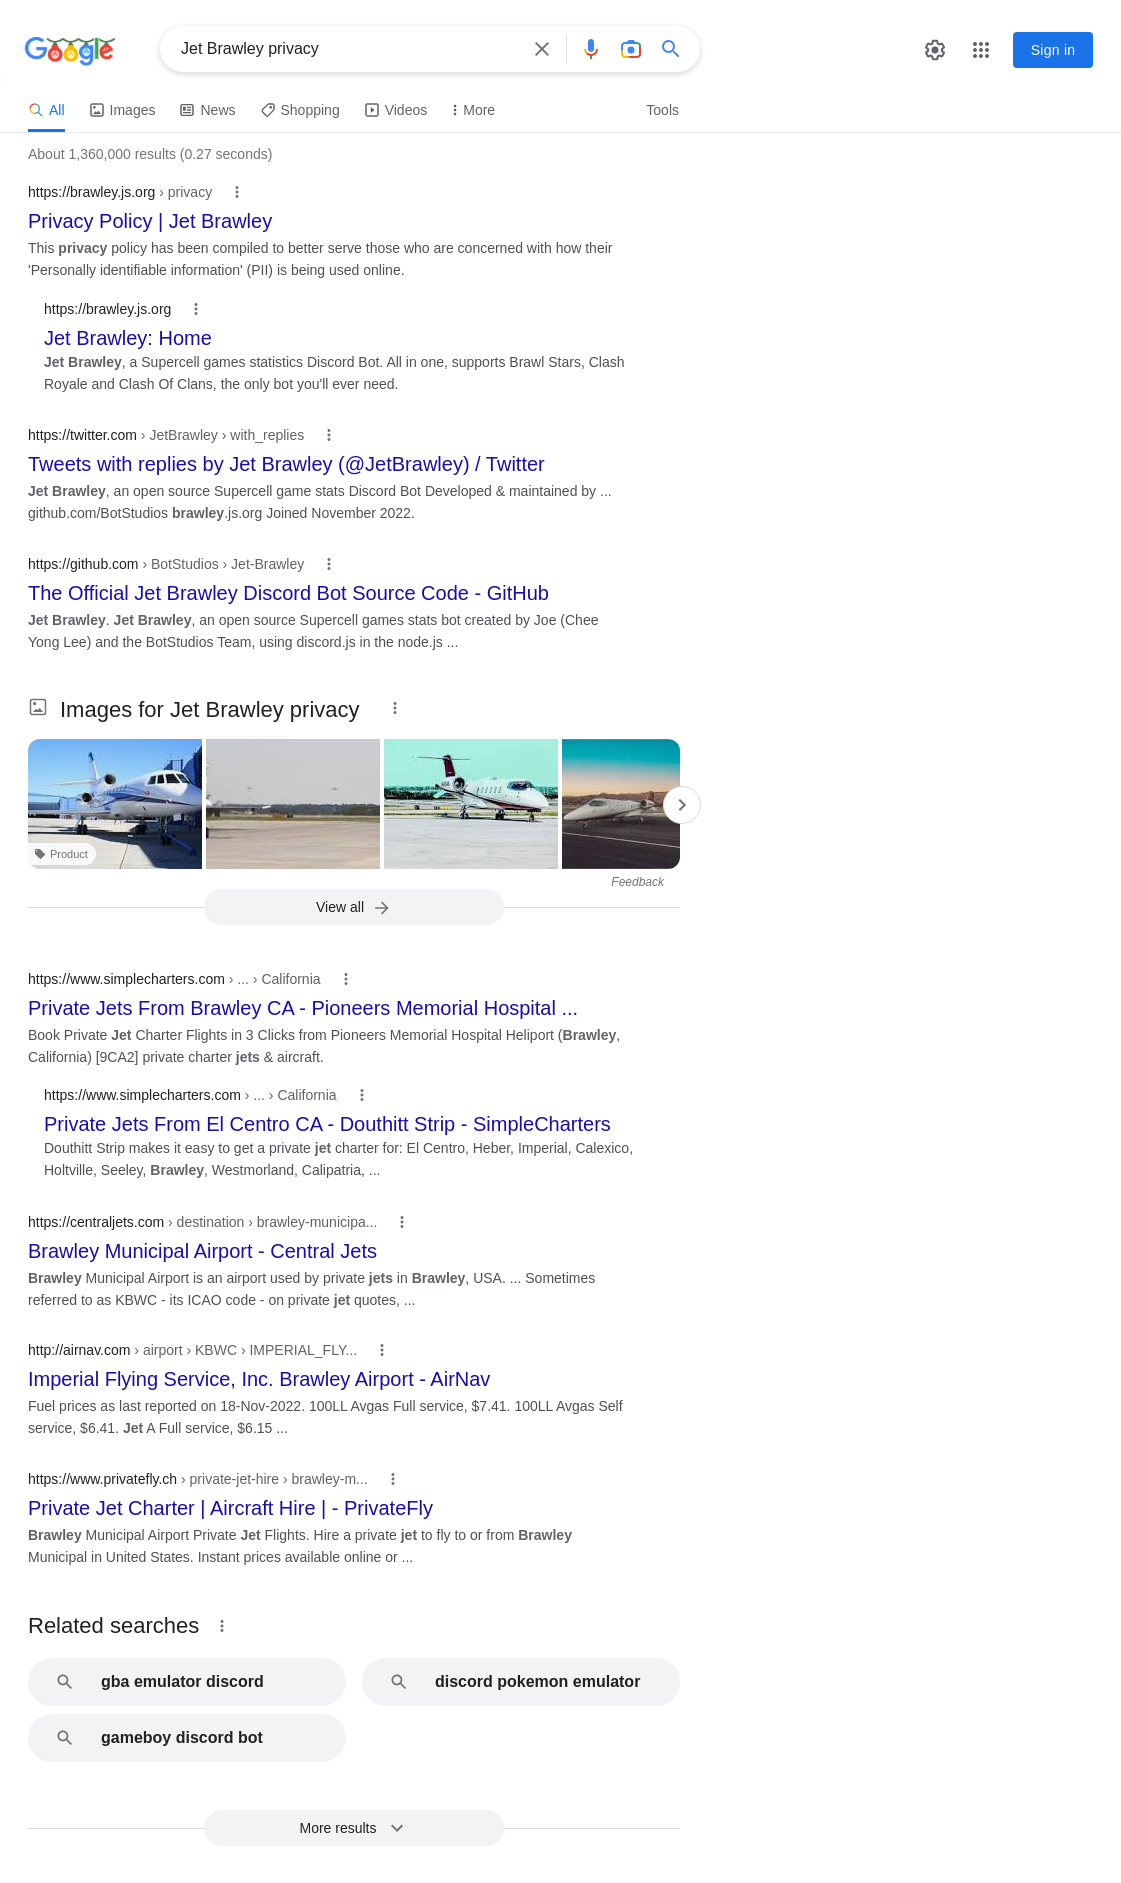 Google
Jet Brawley privacy
Sign in
All
Images
News
Shopping
Videos
More
Tools
About 1,360,000 results (0.27 seconds)
https://brawley.js.org › privacy
Privacy Policy | Jet Brawley
This privacy policy has been compiled to better serve those who are concerned with how their
'Personally identifiable information' (PII) is being used online.
https://brawley.js.org
Jet Brawley: Home
Jet Brawley, a Supercell games statistics Discord Bot. All in one, supports Brawl Stars, Clash
Royale and Clash Of Clans, the only bot you'll ever need.
https://twitter.com › JetBrawley › with_replies
Tweets with replies by Jet Brawley (@JetBrawley) / Twitter
Jet Brawley, an open source Supercell game stats Discord Bot Developed & maintained by ...
github.com/BotStudios brawley.js.org Joined November 2022.
https://github.com › BotStudios › Jet-Brawley
The Official Jet Brawley Discord Bot Source Code - GitHub
Jet Brawley. Jet Brawley, an open source Supercell games stats bot created by Joe (Chee
Yong Lee) and the BotStudios Team, using discord.js in the node.js ...
Images for Jet Brawley privacy
Product
Feedback
View all
https://www.simplecharters.com › ... › California
Private Jets From Brawley CA - Pioneers Memorial Hospital ...
Book Private Jet Charter Flights in 3 Clicks from Pioneers Memorial Hospital Heliport (Brawley,
California) [9CA2] private charter jets & aircraft.
https://www.simplecharters.com › ... › California
Private Jets From El Centro CA - Douthitt Strip - SimpleCharters
Douthitt Strip makes it easy to get a private jet charter for: El Centro, Heber, Imperial, Calexico,
Holtville, Seeley, Brawley, Westmorland, Calipatria, ...
https://centraljets.com › destination › brawley-municipa...
Brawley Municipal Airport - Central Jets
Brawley Municipal Airport is an airport used by private jets in Brawley, USA. ... Sometimes
referred to as KBWC - its ICAO code - on private jet quotes, ...
http://airnav.com › airport › KBWC › IMPERIAL_FLY...
Imperial Flying Service, Inc. Brawley Airport - AirNav
Fuel prices as last reported on 18-Nov-2022. 100LL Avgas Full service, $7.41. 100LL Avgas Self
service, $6.41. Jet A Full service, $6.15 ...
https://www.privatefly.ch › private-jet-hire › brawley-m...
Private Jet Charter | Aircraft Hire | - PrivateFly
Brawley Municipal Airport Private Jet Flights. Hire a private jet to fly to or from Brawley
Municipal in United States. Instant prices available online or ...
Related searches
gba emulator discord
discord pokemon emulator
gameboy discord bot
More results